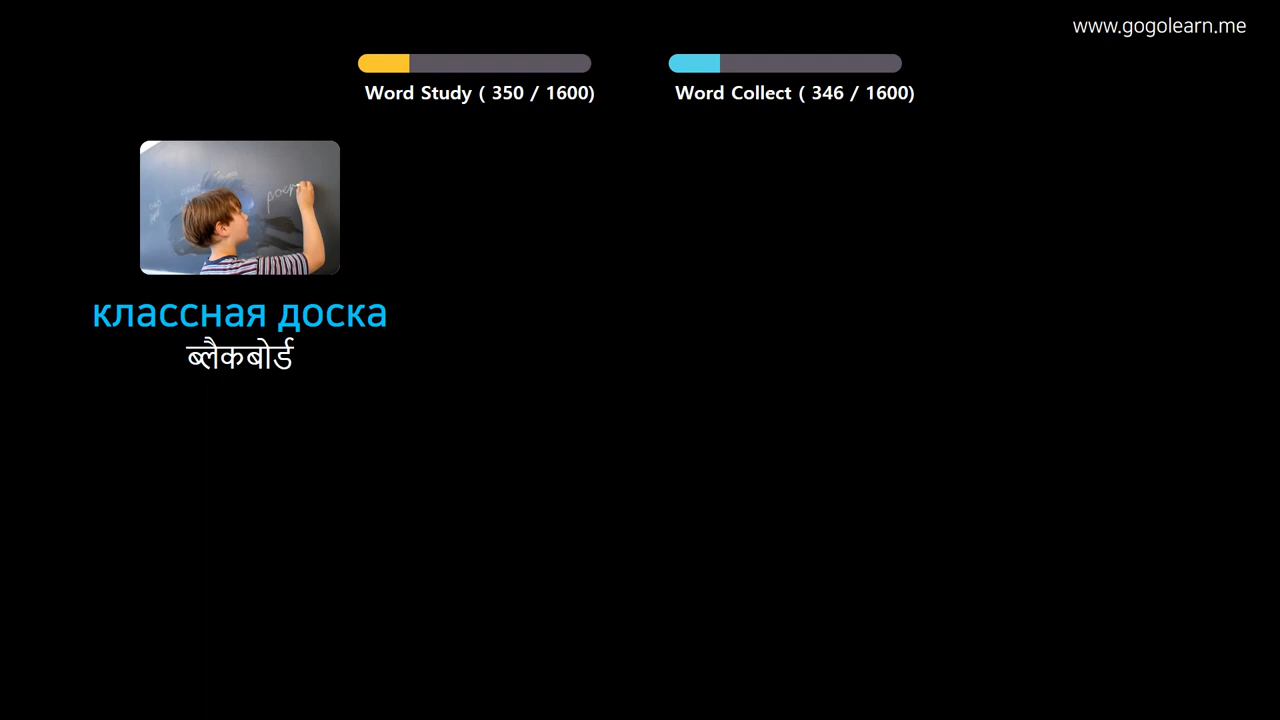 www.gogolearn.me
Word Study ( 350 / 1600)
Word Collect ( 346 / 1600)
классная доска
ब्लैकबोर्ड